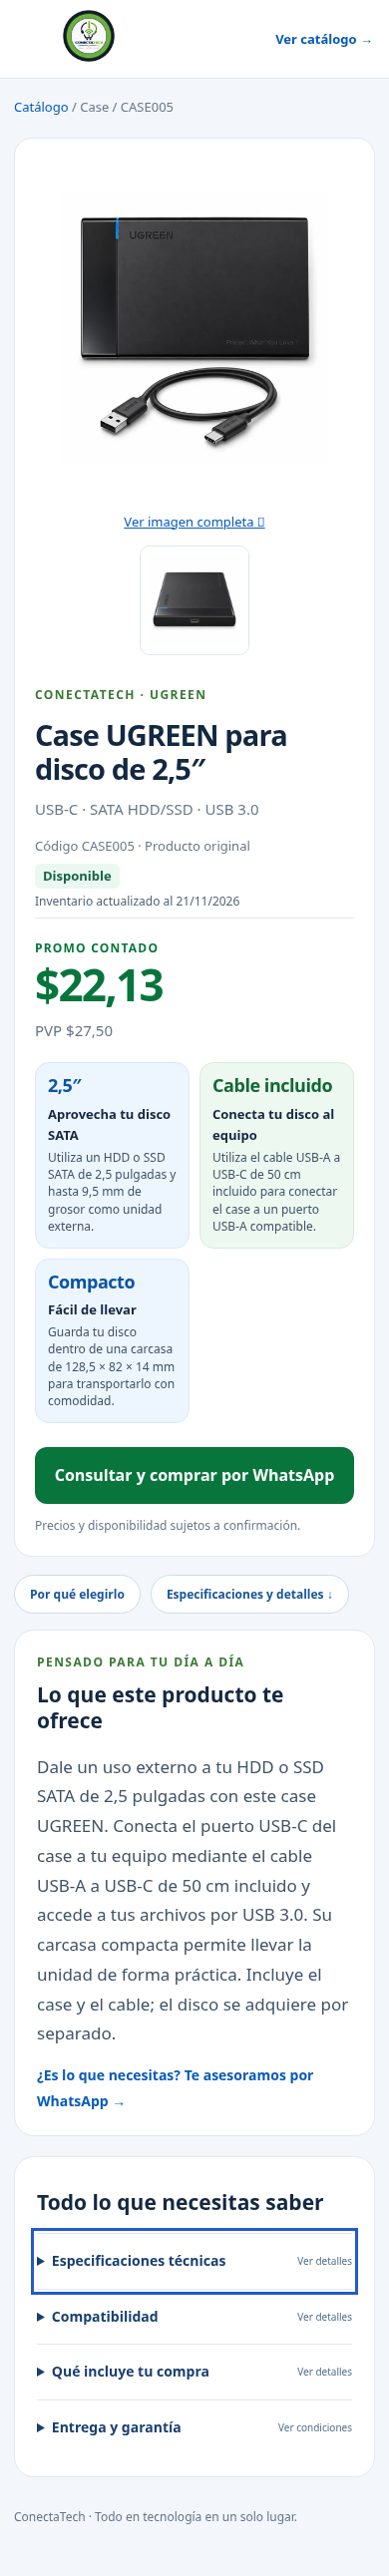 CONECTATECH
Ver catálogo →
Catálogo / Case / CASE005
UGREEN
Ver imagen completa
CONECTATECH · UGREEN
Case UGREEN para
disco de 2,5″
USB-C · SATA HDD/SSD · USB 3.0
Código CASE005 · Producto original
Disponible
Inventario actualizado al 21/11/2026
PROMO CONTADO
$22,13
PVP $27,50
2,5″
Aprovecha tu disco
SATA
Utiliza un HDD o SSD
SATA de 2,5 pulgadas y
hasta 9,5 mm de
grosor como unidad
externa.
Cable incluido
Conecta tu disco al
equipo
Utiliza el cable USB-A a
USB-C de 50 cm
incluido para conectar
el case a un puerto
USB-A compatible.
Compacto
Fácil de llevar
Guarda tu disco
dentro de una carcasa
de 128,5 × 82 × 14 mm
para transportarlo con
comodidad.
Consultar y comprar por WhatsApp
Precios y disponibilidad sujetos a confirmación.
Por qué elegirlo
Especificaciones y detalles ↓
PENSADO PARA TU DÍA A DÍA
Lo que este producto te
ofrece
Dale un uso externo a tu HDD o SSD
SATA de 2,5 pulgadas con este case
UGREEN. Conecta el puerto USB-C del
case a tu equipo mediante el cable
USB-A a USB-C de 50 cm incluido y
accede a tus archivos por USB 3.0. Su
carcasa compacta permite llevar la
unidad de forma práctica. Incluye el
case y el cable; el disco se adquiere por
separado.
¿Es lo que necesitas? Te asesoramos por
WhatsApp →
Todo lo que necesitas saber
Especificaciones técnicas Ver detalles
Compatibilidad Ver detalles
Qué incluye tu compra Ver detalles
Entrega y garantía Ver condiciones
ConectaTech · Todo en tecnología en un solo lugar.